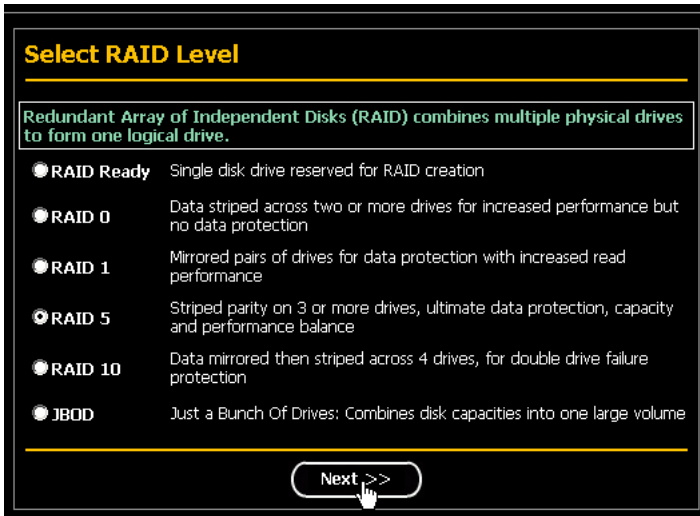 Select RAID Level
Redundant Array of Independent Disks (RAID) combines multiple physical drives
to form one logical drive.
RAID Ready Single disk drive reserved for RAID creation
RAID 0 Data striped across two or more drives for increased performance but
no data protection
RAID 1 Mirrored pairs of drives for data protection with increased read
performance
RAID 5 Striped parity on 3 or more drives, ultimate data protection, capacity
and performance balance
RAID 10 Data mirrored then striped across 4 drives, for double drive failure
protection
JBOD Just a Bunch Of Drives: Combines disk capacities into one large volume
Next >>